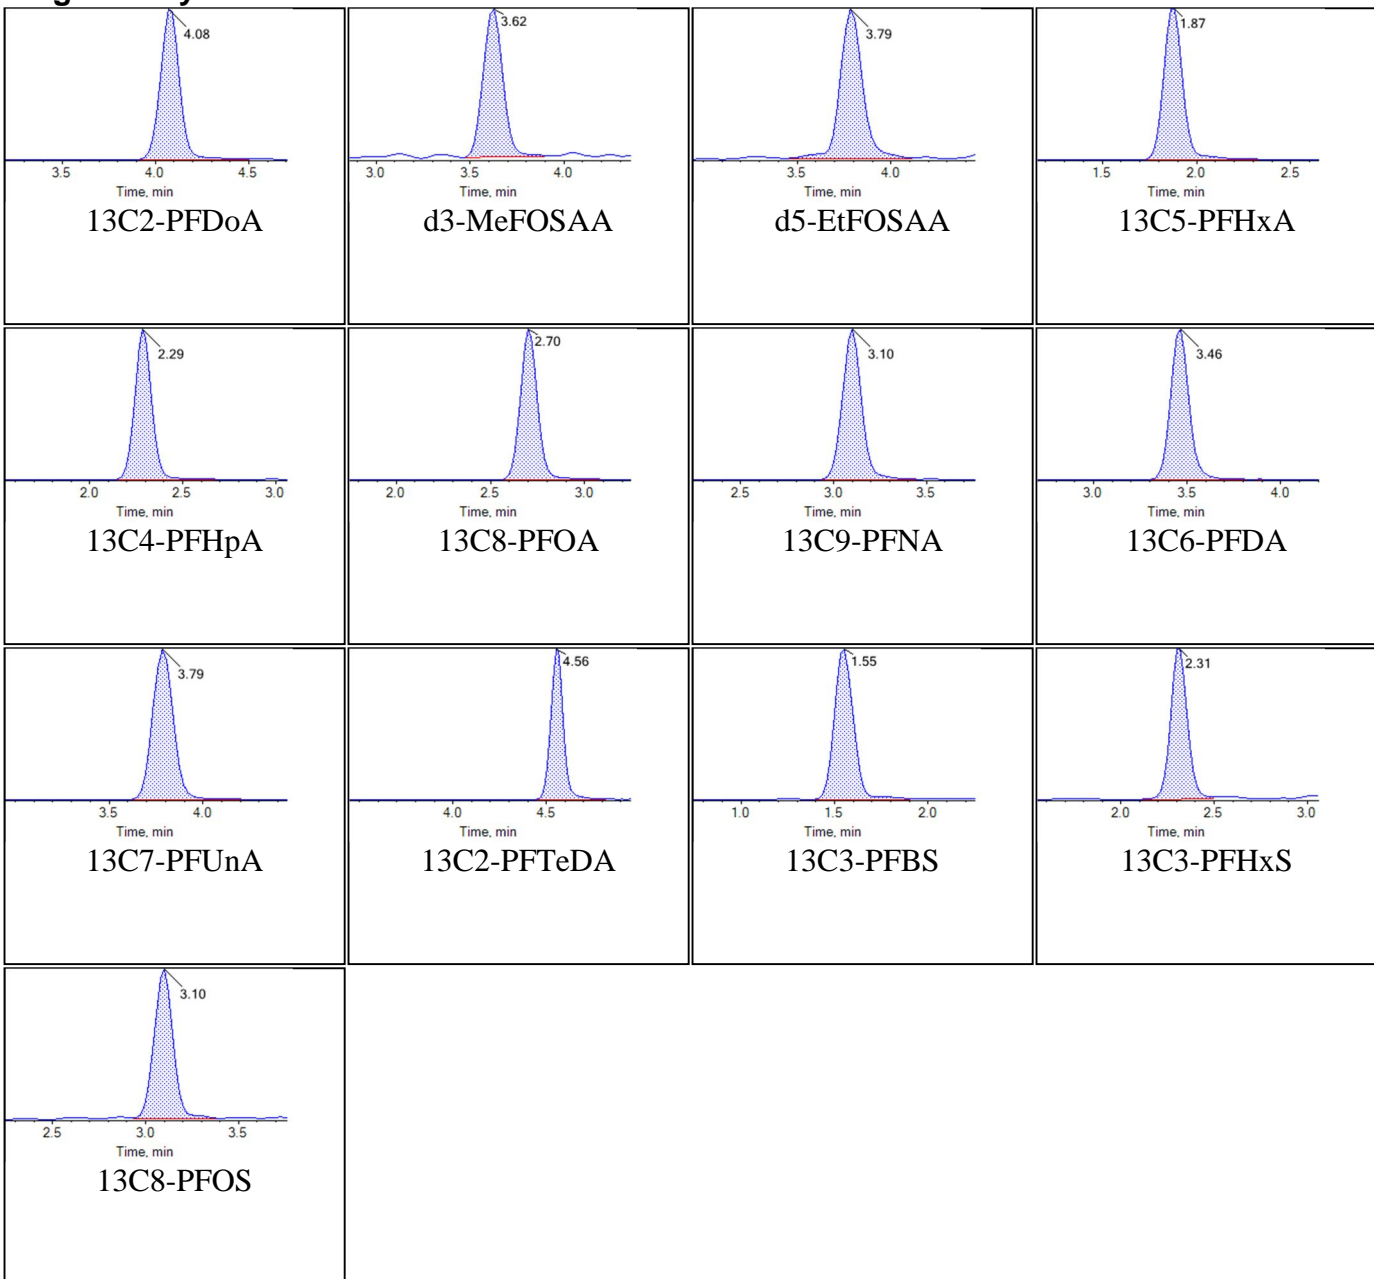 4.08
3.5 4.0 4.5
Time, min
13C2-PFDoA
3.62
3.0 3.5 4.0
Time, min
d3-MeFOSAA
3.79
3.5 4.0
Time, min
d5-EtFOSAA
1.87
1.5 2.0 2.5
Time, min
13C5-PFHxA
2.29
2.0 2.5 3.0
Time, min
13C4-PFHpA
2.70
2.0 2.5 3.0
Time, min
13C8-PFOA
3.10
2.5 3.0 3.5
Time, min
13C9-PFNA
3.46
3.0 3.5 4.0
Time, min
13C6-PFDA
3.79
3.5 4.0
Time, min
13C7-PFUnA
4.56
4.0 4.5
Time, min
13C2-PFTeDA
1.55
1.0 1.5 2.0
Time, min
13C3-PFBS
2.31
2.0 2.5 3.0
Time, min
13C3-PFHxS
3.10
2.5 3.0 3.5
Time, min
13C8-PFOS